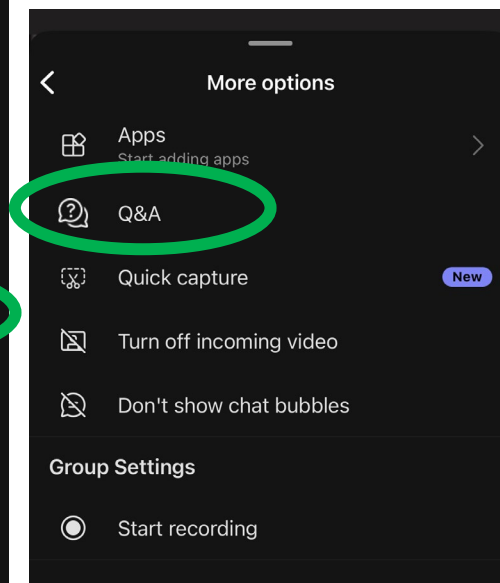 More options
Apps
Start adding apps
Q&A
Quick capture
New
Turn off incoming video
Don't show chat bubbles
Group Settings
Start recording